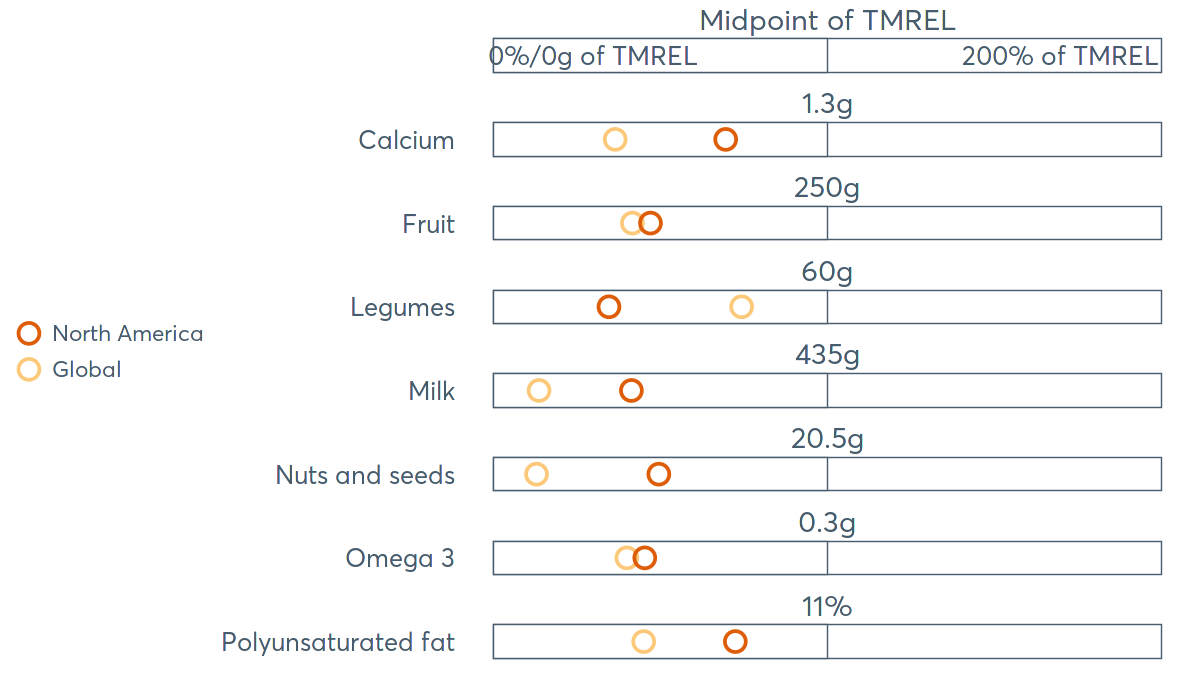 Midpoint of TMREL
0%/0g of TMREL
200% of TMREL
1.3g
Calcium
250g
Fruit
60g
Legumes
North America
Global
435g
Milk
20.5g
Nuts and seeds
0.3g
Omega 3
11%
Polyunsaturated fat